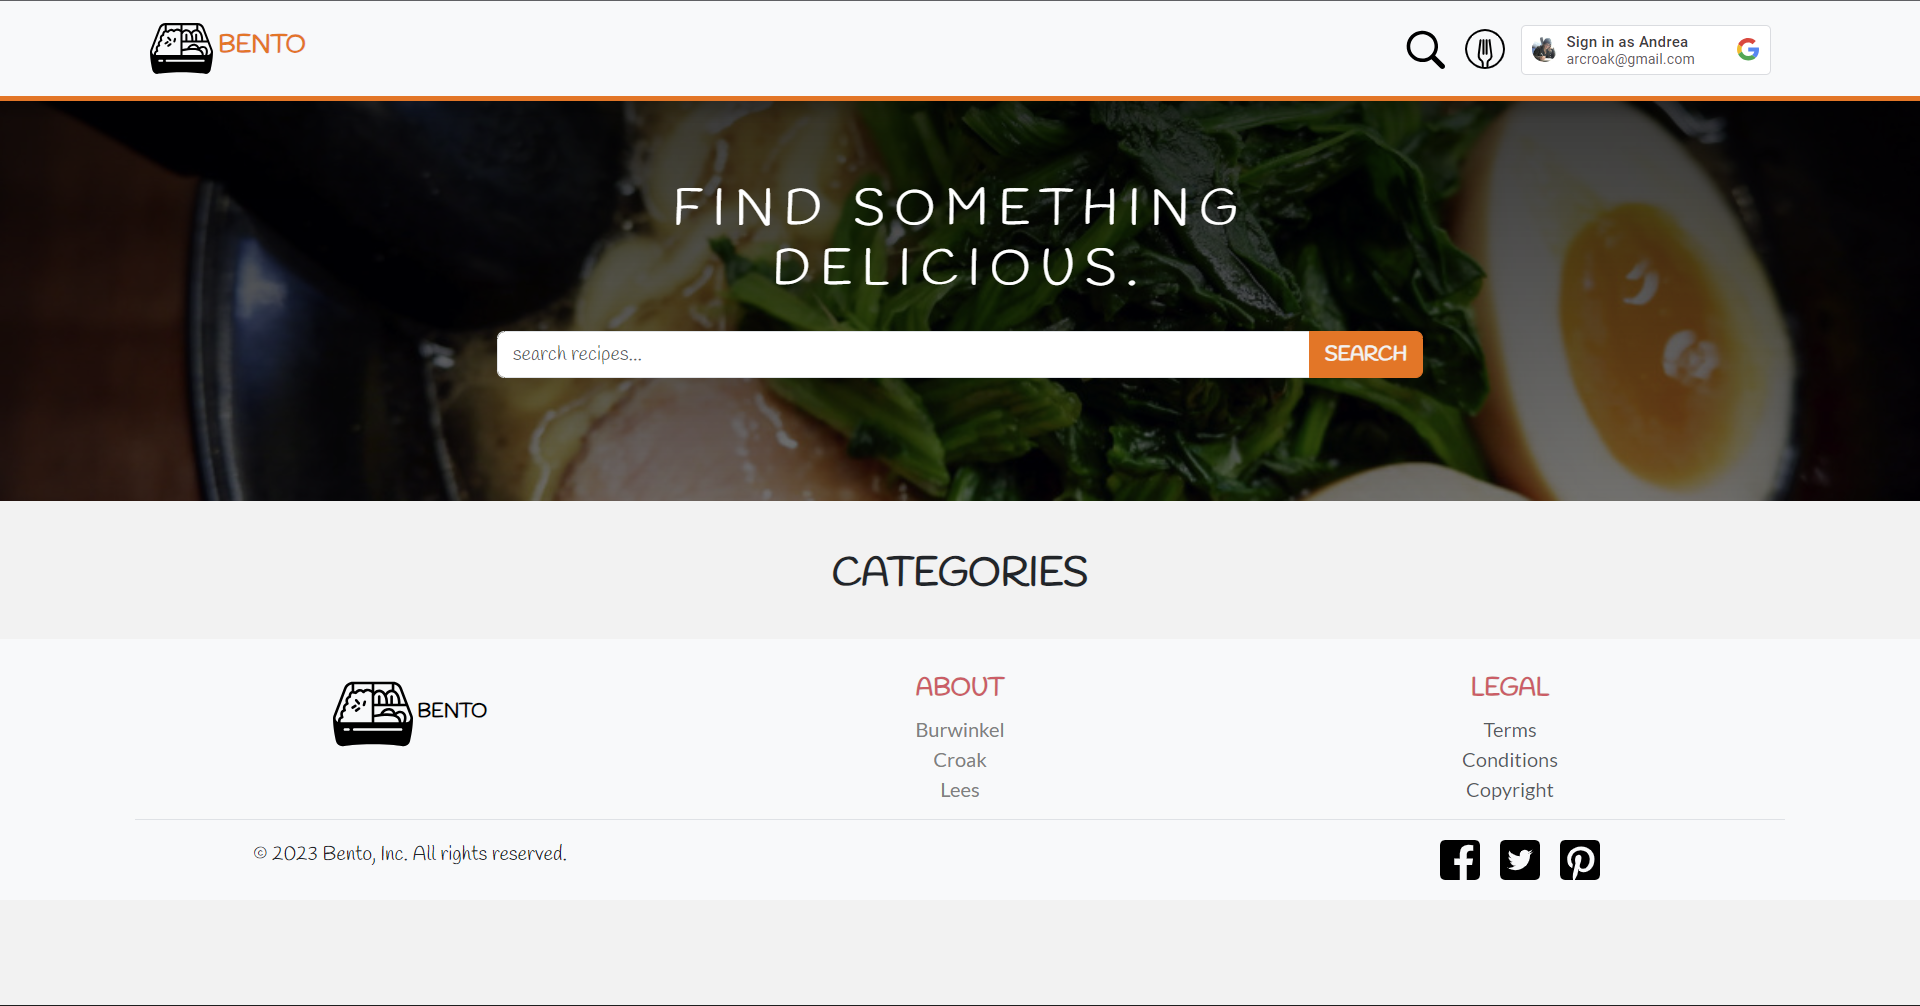 BENTO
Sign in as Andrea
arcroak@gmail.com
FIND SOMETHING
DELICIOUS.
search recipes...
SEARCH
CATEGORIES
BENTO
ABOUT
Burwinkel
Croak
Lees
LEGAL
Terms
Conditions
Copyright
© 2023 Bento, Inc. All rights reserved.